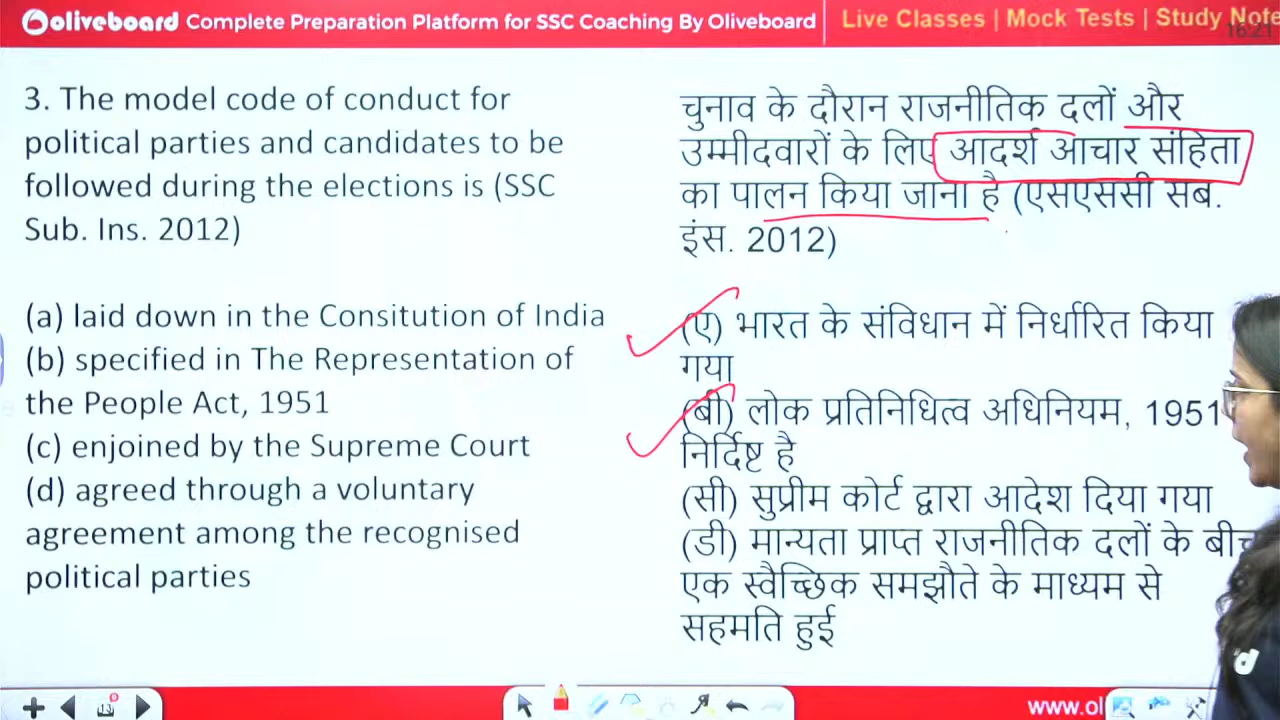 oliveboard Complete Preparation Platform for SSC Coaching By Oliveboard Live Classes | Mock Tests | Study Note
3. The model code of conduct for
political parties and candidates to be
followed during the elections is (SSC
Sub. Ins. 2012)
(a) laid down in the Consitution of India
(b) specified in The Representation of
the People Act, 1951
(c) enjoined by the Supreme Court
(d) agreed through a voluntary
agreement among the recognised
political parties
चुनाव के दौरान राजनीतिक दलों और
उम्मीदवारों के लिए आदर्श आचार संहिता
का पालन किया जाना है (एसएससी सब.
इंस. 2012)
(ए) भारत के संविधान में निर्धारित किया
गया
(बी) लोक प्रतिनिधित्व अधिनियम, 1951
निर्दिष्ट है
(सी) सुप्रीम कोर्ट द्वारा आदेश दिया गया
(डी) मान्यता प्राप्त राजनीतिक दलों के बीच
एक स्वैच्छिक समझौते के माध्यम से
सहमति हुई
www.ol